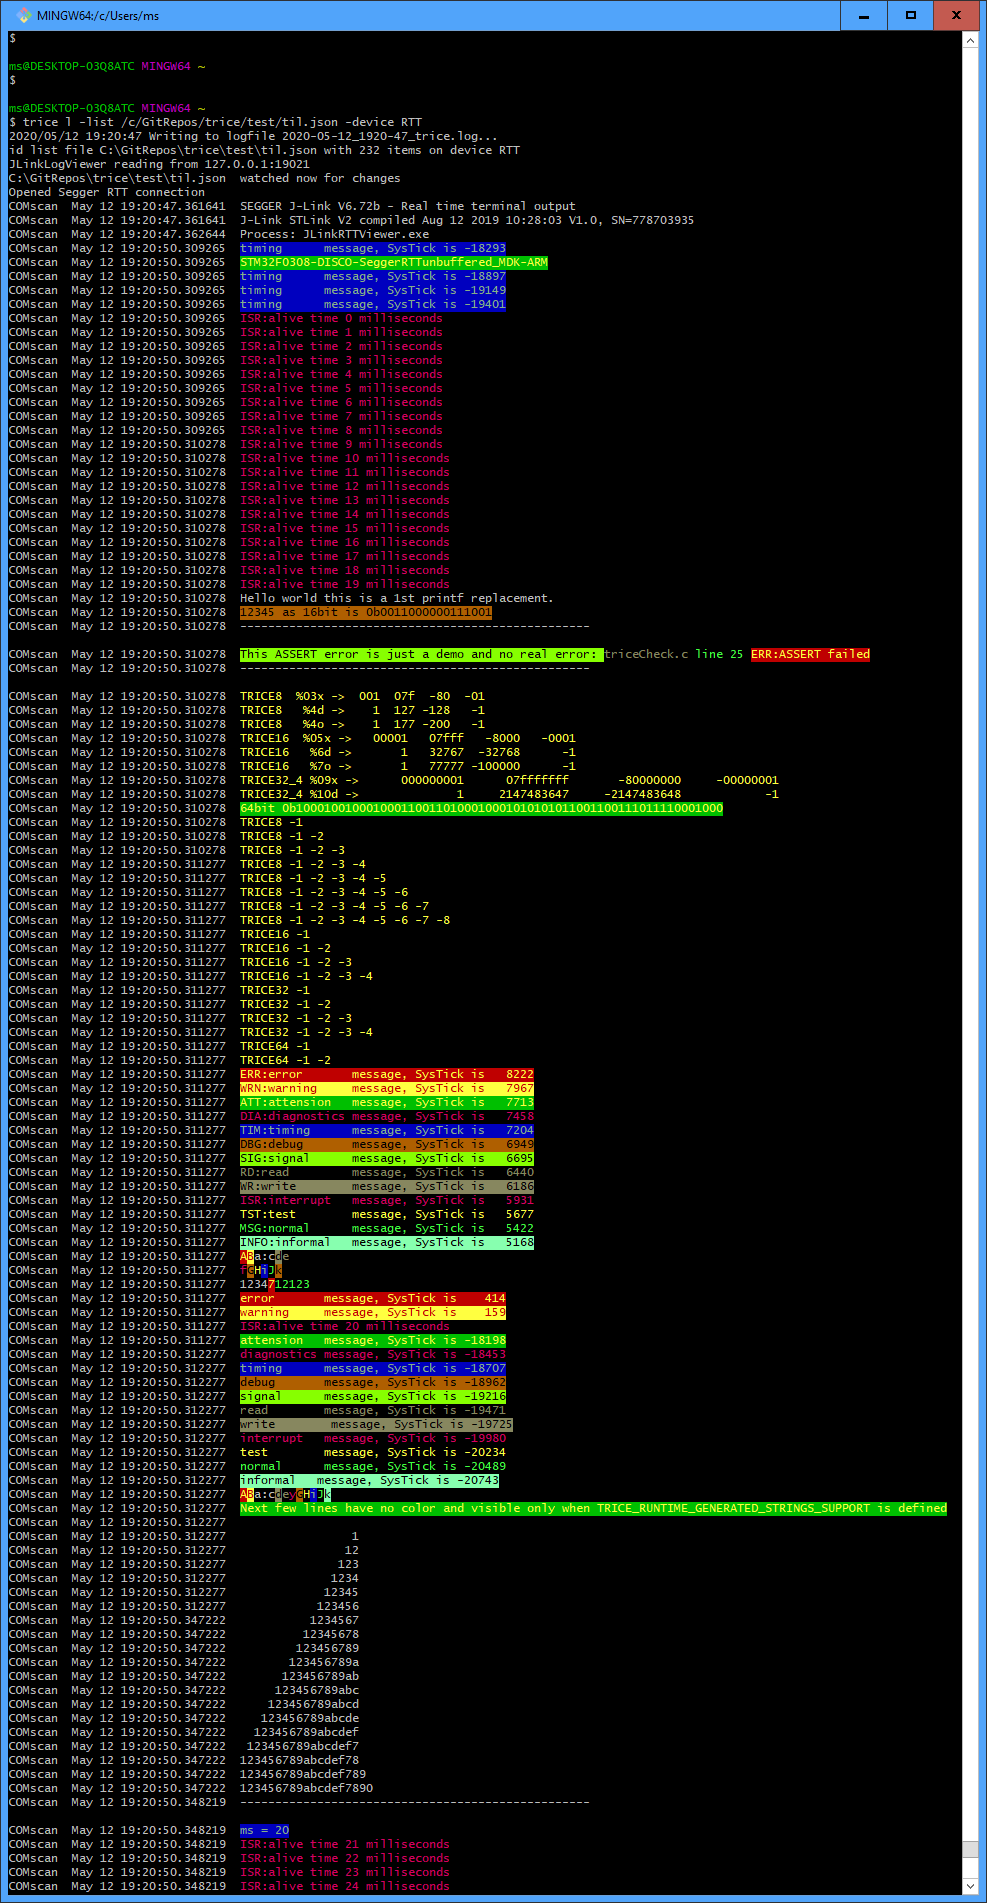 MINGW64:/c/Users/ms
$
ms@DESKTOP-O3Q8ATC MINGW64 ~
$
ms@DESKTOP-O3Q8ATC MINGW64 ~
$ trice l -list /c/GitRepos/trice/test/til.json -device RTT
2020/05/12 19:20:47 Writing to logfile 2020-05-12_1920-47_trice.log...
id list file C:\GitRepos\trice\test\til.json with 232 items on device RTT
JLinkLogViewer reading from 127.0.0.1:19021
C:\GitRepos\trice\test\til.json  watched now for changes
Opened Segger RTT connection
COMscan  May 12 19:20:47.361641  SEGGER J-Link V6.72b - Real time terminal output
COMscan  May 12 19:20:47.361641  J-Link STLink V2 compiled Aug 12 2019 10:28:03 V1.0, SN=778703935
COMscan  May 12 19:20:47.362644  Process: JLinkRTTViewer.exe
COMscan  May 12 19:20:50.309265  timing      message, SysTick is -18293
COMscan  May 12 19:20:50.309265  STM32F0308-DISCO-SeggerRTTunbuffered_MDK-ARM
COMscan  May 12 19:20:50.309265  timing      message, SysTick is -18897
COMscan  May 12 19:20:50.309265  timing      message, SysTick is -19149
COMscan  May 12 19:20:50.309265  timing      message, SysTick is -19401
COMscan  May 12 19:20:50.309265  ISR:alive time 0 milliseconds
COMscan  May 12 19:20:50.309265  ISR:alive time 1 milliseconds
COMscan  May 12 19:20:50.309265  ISR:alive time 2 milliseconds
COMscan  May 12 19:20:50.309265  ISR:alive time 3 milliseconds
COMscan  May 12 19:20:50.309265  ISR:alive time 4 milliseconds
COMscan  May 12 19:20:50.309265  ISR:alive time 5 milliseconds
COMscan  May 12 19:20:50.309265  ISR:alive time 6 milliseconds
COMscan  May 12 19:20:50.309265  ISR:alive time 7 milliseconds
COMscan  May 12 19:20:50.309265  ISR:alive time 8 milliseconds
COMscan  May 12 19:20:50.310278  ISR:alive time 9 milliseconds
COMscan  May 12 19:20:50.310278  ISR:alive time 10 milliseconds
COMscan  May 12 19:20:50.310278  ISR:alive time 11 milliseconds
COMscan  May 12 19:20:50.310278  ISR:alive time 12 milliseconds
COMscan  May 12 19:20:50.310278  ISR:alive time 13 milliseconds
COMscan  May 12 19:20:50.310278  ISR:alive time 14 milliseconds
COMscan  May 12 19:20:50.310278  ISR:alive time 15 milliseconds
COMscan  May 12 19:20:50.310278  ISR:alive time 16 milliseconds
COMscan  May 12 19:20:50.310278  ISR:alive time 17 milliseconds
COMscan  May 12 19:20:50.310278  ISR:alive time 18 milliseconds
COMscan  May 12 19:20:50.310278  ISR:alive time 19 milliseconds
COMscan  May 12 19:20:50.310278  Hello world this is a 1st printf replacement.
COMscan  May 12 19:20:50.310278  12345 as 16bit is 0b0011000000111001
COMscan  May 12 19:20:50.310278  --------------------------------------------------
COMscan  May 12 19:20:50.310278  This ASSERT error is just a demo and no real error: triceCheck.c line 25 ERR:ASSERT failed
COMscan  May 12 19:20:50.310278  --------------------------------------------------
COMscan  May 12 19:20:50.310278  TRICE8  %03x ->  001  07f  -80  -01
COMscan  May 12 19:20:50.310278  TRICE8   %4d ->    1  127 -128   -1
COMscan  May 12 19:20:50.310278  TRICE8   %4o ->    1  177 -200   -1
COMscan  May 12 19:20:50.310278  TRICE16  %05x ->   00001   07fff   -8000   -0001
COMscan  May 12 19:20:50.310278  TRICE16   %6d ->       1   32767  -32768      -1
COMscan  May 12 19:20:50.310278  TRICE16   %7o ->       1   77777 -100000      -1
COMscan  May 12 19:20:50.310278  TRICE32_4 %09x ->      000000001      07fffffff       -80000000     -00000001
COMscan  May 12 19:20:50.310278  TRICE32_4 %10d ->              1     2147483647     -2147483648            -1
COMscan  May 12 19:20:50.310278  64bit 0b1000100100010001100110100010001010101010110011001110111110001000
COMscan  May 12 19:20:50.310278  TRICE8 -1
COMscan  May 12 19:20:50.310278  TRICE8 -1 -2
COMscan  May 12 19:20:50.310278  TRICE8 -1 -2 -3
COMscan  May 12 19:20:50.311277  TRICE8 -1 -2 -3 -4
COMscan  May 12 19:20:50.311277  TRICE8 -1 -2 -3 -4 -5
COMscan  May 12 19:20:50.311277  TRICE8 -1 -2 -3 -4 -5 -6
COMscan  May 12 19:20:50.311277  TRICE8 -1 -2 -3 -4 -5 -6 -7
COMscan  May 12 19:20:50.311277  TRICE8 -1 -2 -3 -4 -5 -6 -7 -8
COMscan  May 12 19:20:50.311277  TRICE16 -1
COMscan  May 12 19:20:50.311277  TRICE16 -1 -2
COMscan  May 12 19:20:50.311277  TRICE16 -1 -2 -3
COMscan  May 12 19:20:50.311277  TRICE16 -1 -2 -3 -4
COMscan  May 12 19:20:50.311277  TRICE32 -1
COMscan  May 12 19:20:50.311277  TRICE32 -1 -2
COMscan  May 12 19:20:50.311277  TRICE32 -1 -2 -3
COMscan  May 12 19:20:50.311277  TRICE32 -1 -2 -3 -4
COMscan  May 12 19:20:50.311277  TRICE64 -1
COMscan  May 12 19:20:50.311277  TRICE64 -1 -2
COMscan  May 12 19:20:50.311277  ERR:error       message, SysTick is   8222
COMscan  May 12 19:20:50.311277  WRN:warning     message, SysTick is   7967
COMscan  May 12 19:20:50.311277  ATT:attension   message, SysTick is   7713
COMscan  May 12 19:20:50.311277  DIA:diagnostics message, SysTick is   7458
COMscan  May 12 19:20:50.311277  TIM:timing      message, SysTick is   7204
COMscan  May 12 19:20:50.311277  DBG:debug       message, SysTick is   6949
COMscan  May 12 19:20:50.311277  SIG:signal      message, SysTick is   6695
COMscan  May 12 19:20:50.311277  RD:read         message, SysTick is   6440
COMscan  May 12 19:20:50.311277  WR:write        message, SysTick is   6186
COMscan  May 12 19:20:50.311277  ISR:interrupt   message, SysTick is   5931
COMscan  May 12 19:20:50.311277  TST:test        message, SysTick is   5677
COMscan  May 12 19:20:50.311277  MSG:normal      message, SysTick is   5422
COMscan  May 12 19:20:50.311277  INFO:informal   message, SysTick is   5168
COMscan  May 12 19:20:50.311277  ABa:cde
COMscan  May 12 19:20:50.311277  fGHiJk
COMscan  May 12 19:20:50.311277  1234712123
COMscan  May 12 19:20:50.311277  error       message, SysTick is    414
COMscan  May 12 19:20:50.311277  warning     message, SysTick is    159
COMscan  May 12 19:20:50.311277  ISR:alive time 20 milliseconds
COMscan  May 12 19:20:50.312277  attension   message, SysTick is -18198
COMscan  May 12 19:20:50.312277  diagnostics message, SysTick is -18453
COMscan  May 12 19:20:50.312277  timing      message, SysTick is -18707
COMscan  May 12 19:20:50.312277  debug       message, SysTick is -18962
COMscan  May 12 19:20:50.312277  signal      message, SysTick is -19216
COMscan  May 12 19:20:50.312277  read        message, SysTick is -19471
COMscan  May 12 19:20:50.312277  write        message, SysTick is -19725
COMscan  May 12 19:20:50.312277  interrupt   message, SysTick is -19980
COMscan  May 12 19:20:50.312277  test        message, SysTick is -20234
COMscan  May 12 19:20:50.312277  normal      message, SysTick is -20489
COMscan  May 12 19:20:50.312277  informal   message, SysTick is -20743
COMscan  May 12 19:20:50.312277  ABa:cdeyGHiJk
COMscan  May 12 19:20:50.312277  Next few lines have no color and visible only when TRICE_RUNTIME_GENERATED_STRINGS_SUPPORT is defined
COMscan  May 12 19:20:50.312277
COMscan  May 12 19:20:50.312277                  1
COMscan  May 12 19:20:50.312277                 12
COMscan  May 12 19:20:50.312277                123
COMscan  May 12 19:20:50.312277               1234
COMscan  May 12 19:20:50.312277              12345
COMscan  May 12 19:20:50.312277             123456
COMscan  May 12 19:20:50.347222            1234567
COMscan  May 12 19:20:50.347222           12345678
COMscan  May 12 19:20:50.347222          123456789
COMscan  May 12 19:20:50.347222         123456789a
COMscan  May 12 19:20:50.347222        123456789ab
COMscan  May 12 19:20:50.347222       123456789abc
COMscan  May 12 19:20:50.347222      123456789abcd
COMscan  May 12 19:20:50.347222     123456789abcde
COMscan  May 12 19:20:50.347222    123456789abcdef
COMscan  May 12 19:20:50.347222   123456789abcdef7
COMscan  May 12 19:20:50.347222  123456789abcdef78
COMscan  May 12 19:20:50.347222  123456789abcdef789
COMscan  May 12 19:20:50.347222  123456789abcdef7890
COMscan  May 12 19:20:50.348219  --------------------------------------------------
COMscan  May 12 19:20:50.348219  ms = 20
COMscan  May 12 19:20:50.348219  ISR:alive time 21 milliseconds
COMscan  May 12 19:20:50.348219  ISR:alive time 22 milliseconds
COMscan  May 12 19:20:50.348219  ISR:alive time 23 milliseconds
COMscan  May 12 19:20:50.348219  ISR:alive time 24 milliseconds